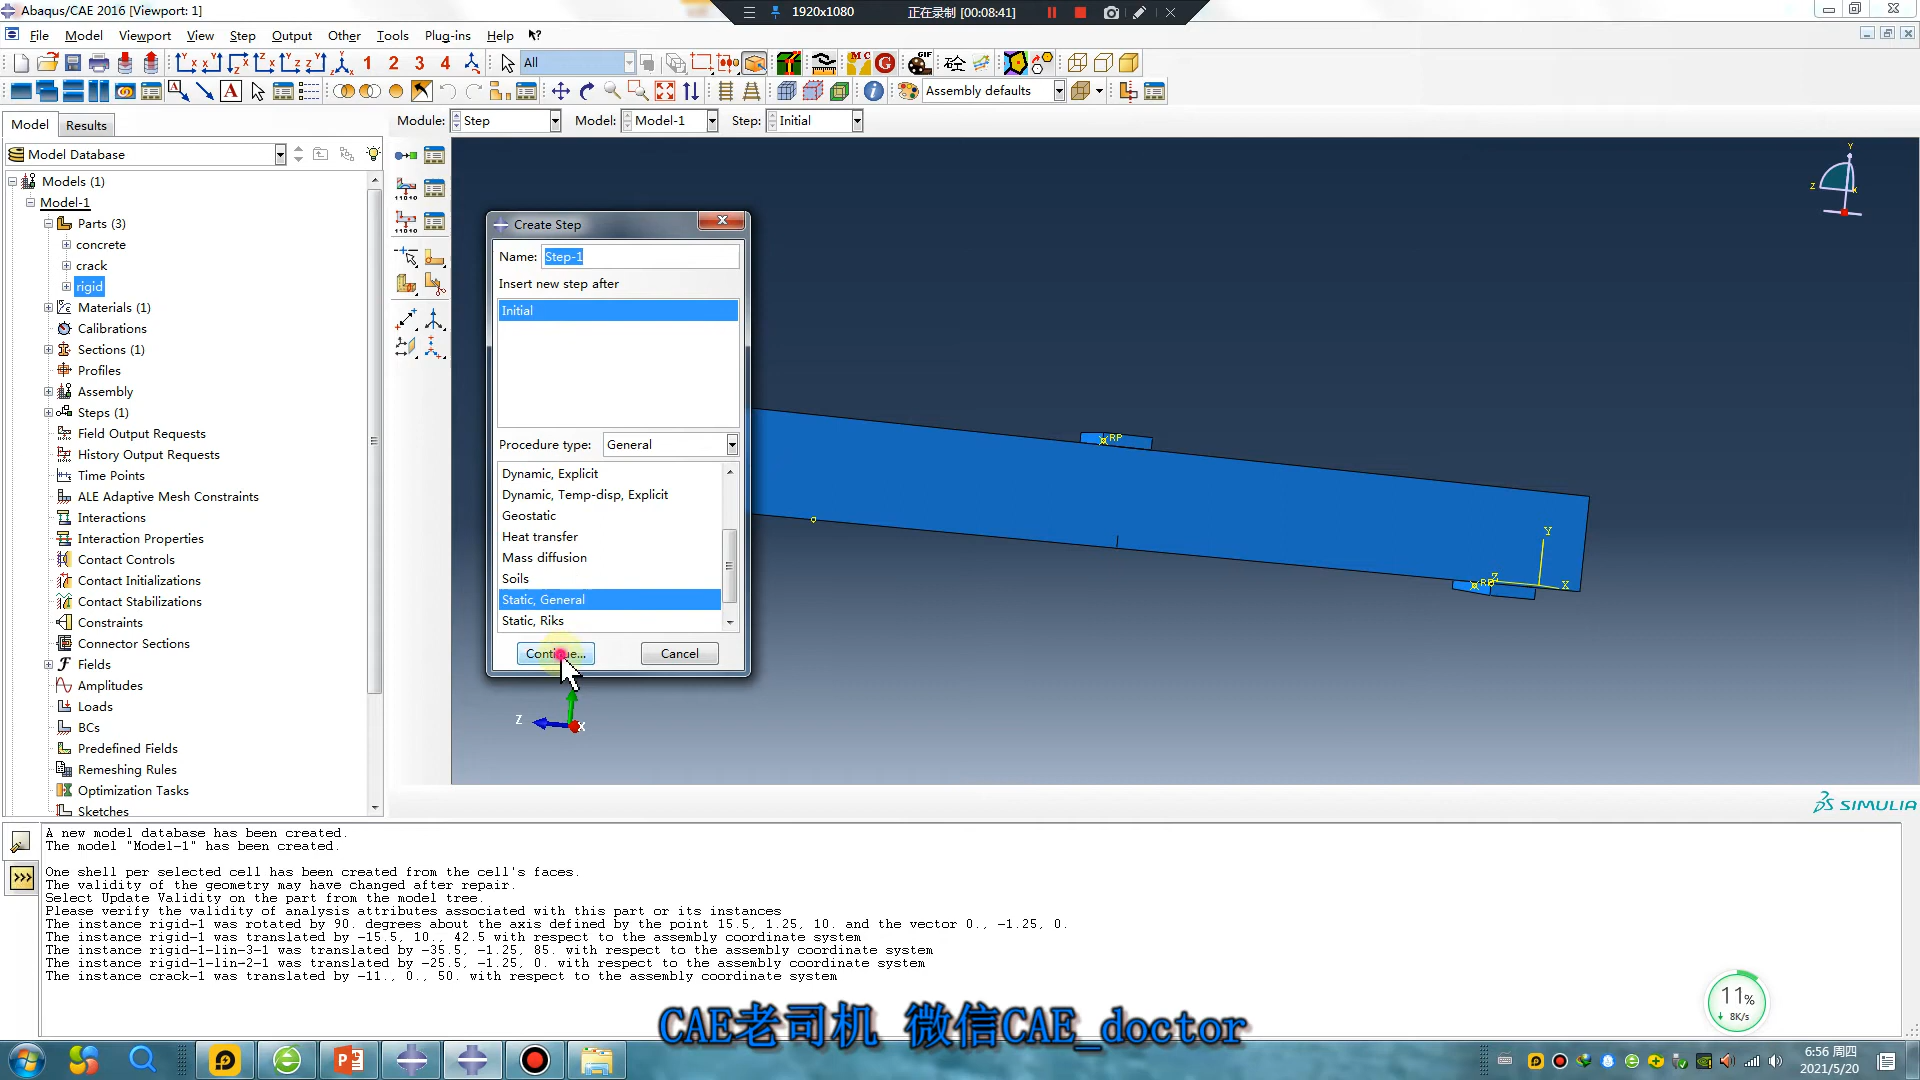 Abaqus/CAE 2016 [Viewport: 1]
1920x1080
正在录制 [00:08:41]
File Model Viewport View Step Output Other Tools Plug-ins Help
1 2 3 4
All
Assembly defaults
Model Results
Module: Step
Model: Model-1
Step: Initial
Model Database
Models (1)
Model-1
Parts (3)
concrete
crack
rigid
Materials (1)
Calibrations
Sections (1)
Profiles
Assembly
Steps (1)
Field Output Requests
History Output Requests
Time Points
ALE Adaptive Mesh Constraints
Interactions
Interaction Properties
Contact Controls
Contact Initializations
Contact Stabilizations
Constraints
Connector Sections
Fields
Amplitudes
Loads
BCs
Predefined Fields
Remeshing Rules
Optimization Tasks
Sketches
Create Step
Name: Step-1
Insert new step after
Initial
Procedure type: General
Dynamic, Explicit
Dynamic, Temp-disp, Explicit
Geostatic
Heat transfer
Mass diffusion
Soils
Static, General
Static, Riks
Continue...
Cancel
RP
RP
Y
X
Z
Z
X
Y
Z
SIMULIA
A new model database has been created.
The model "Model-1" has been created.
One shell per selected cell has been created from the cell's faces.
The validity of the geometry may have changed after repair.
Select Update Validity on the part from the model tree.
Please verify the validity of analysis attributes associated with this part or its instances
The instance rigid-1 was rotated by 90. degrees about the axis defined by the point 15.5, 1.25, 10. and the vector 0., -1.25, 0.
The instance rigid-1 was translated by -15.5, 10., 42.5 with respect to the assembly coordinate system
The instance rigid-1-lin-3-1 was translated by -35.5, -1.25, 85. with respect to the assembly coordinate system
The instance rigid-1-lin-2-1 was translated by -25.5, -1.25, 0. with respect to the assembly coordinate system
The instance crack-1 was translated by -11., 0., 50. with respect to the assembly coordinate system
11%
8K/s
CAE老司机 微信CAE_doctor
6:56 周四
2021/5/20